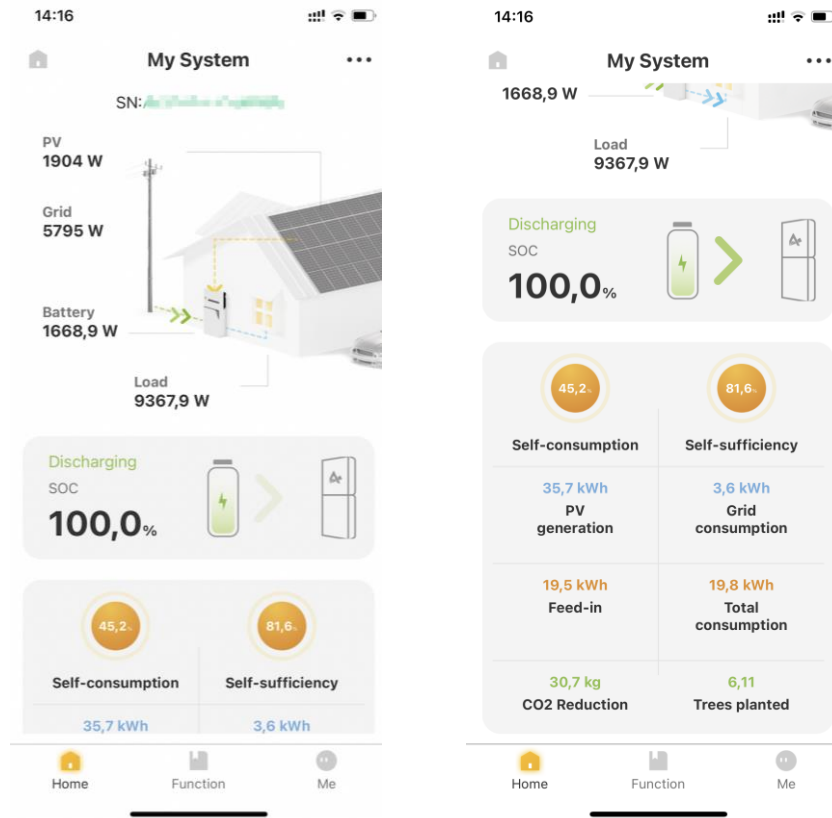 14:16
My System
SN:
PV
1904 W
Grid
5795 W
Battery
1668,9 W
Load
9367,9 W
Discharging
SOC
100,0%
45,2%
81,6%
Self-consumption
Self-sufficiency
35,7 kWh
3,6 kWh
Home
Function
Me
14:16
My System
1668,9 W
Load
9367,9 W
Discharging
SOC
100,0%
45,2%
81,6%
Self-consumption
Self-sufficiency
35,7 kWh
PV
generation
3,6 kWh
Grid
consumption
19,5 kWh
Feed-in
19,8 kWh
Total
consumption
30,7 kg
CO2 Reduction
6,11
Trees planted
Home
Function
Me